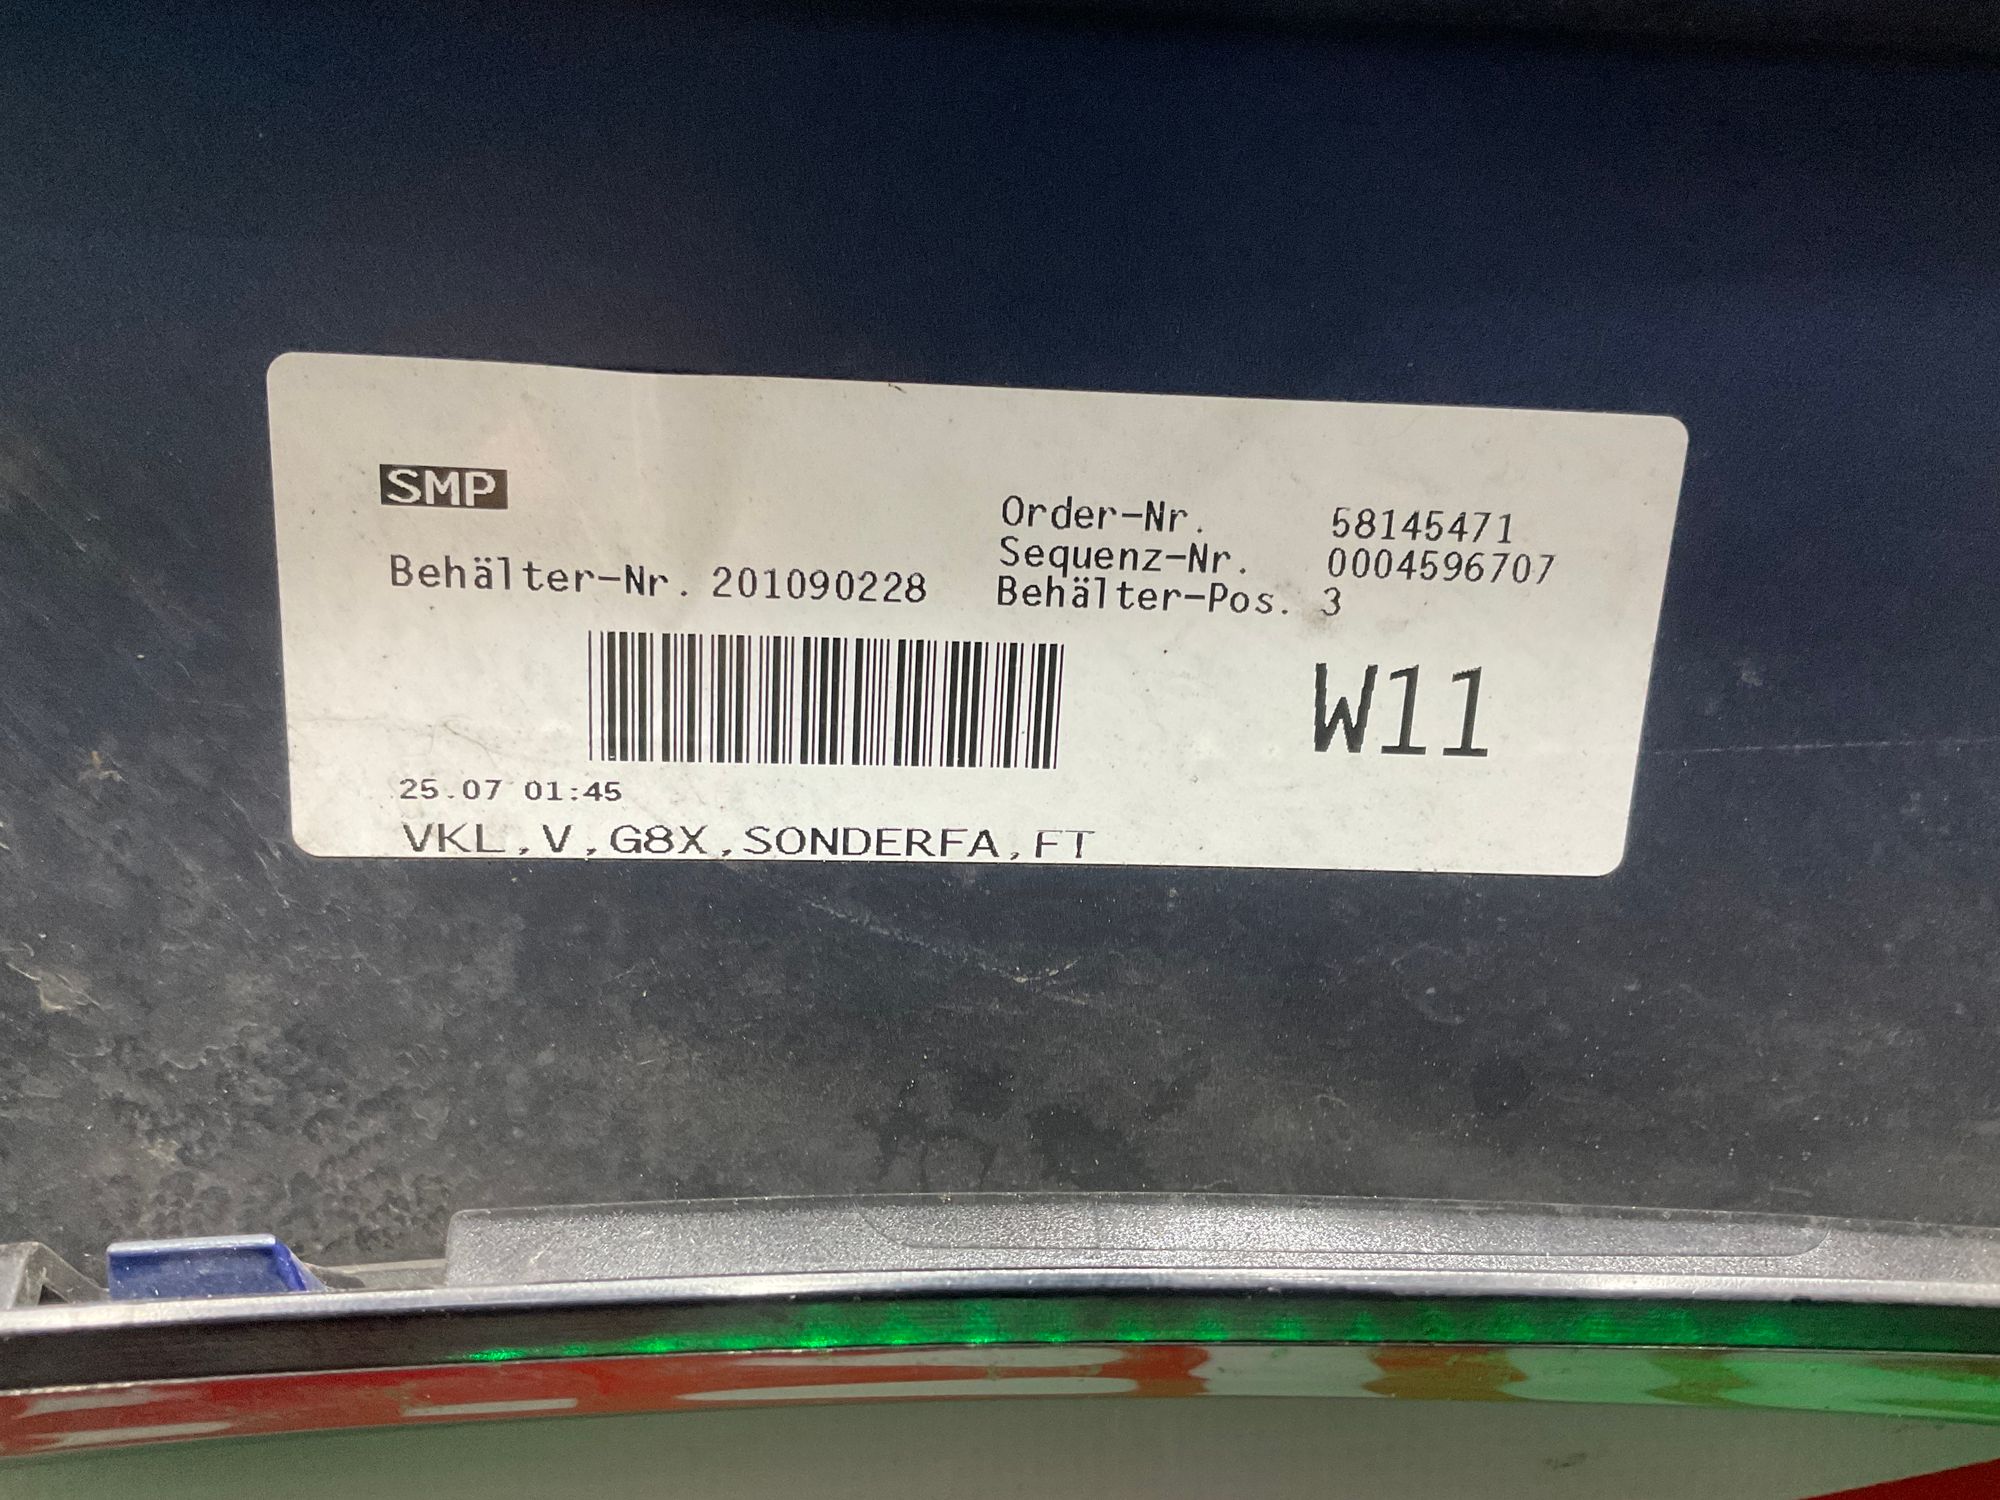 SMP
Order-Nr. 58145471
Sequenz-Nr. 0004596707
Behälter-Nr. 201090228
Behälter-Pos. 3
W11
25.07 01:45
VKL,V,G8X,SONDERFA,FT